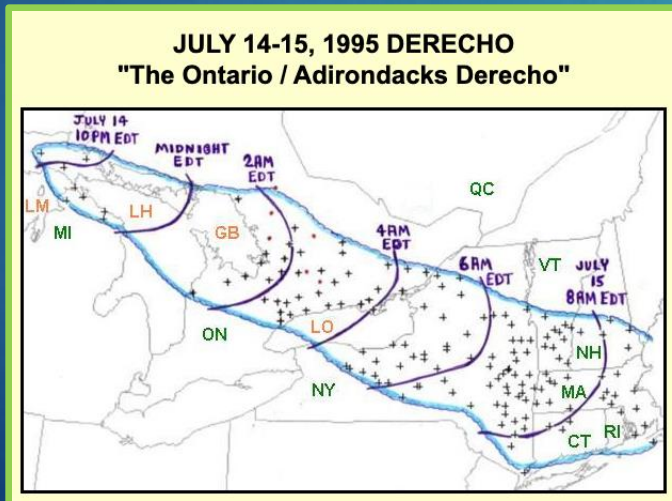 JULY 14-15, 1995 DERECHO
"The Ontario / Adirondacks Derecho"
JULY 14
10PM EDT
MIDNIGHT
EDT
2AM
EDT
QC
LM
LH
MI
GB
4AM
EDT
6AM
EDT
VT
JULY
15
8AM EDT
ON
LO
NH
NY
MA
CT
RI